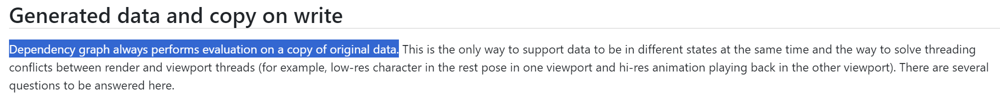 Generated data and copy on write
Dependency graph always performs evaluation on a copy of original data. This is the only way to support data to be in different states at the same time and the way to solve threading
conflicts between render and viewport threads (for example, low-res character in the rest pose in one viewport and hi-res animation playing back in the other viewport). There are several
questions to be answered here.